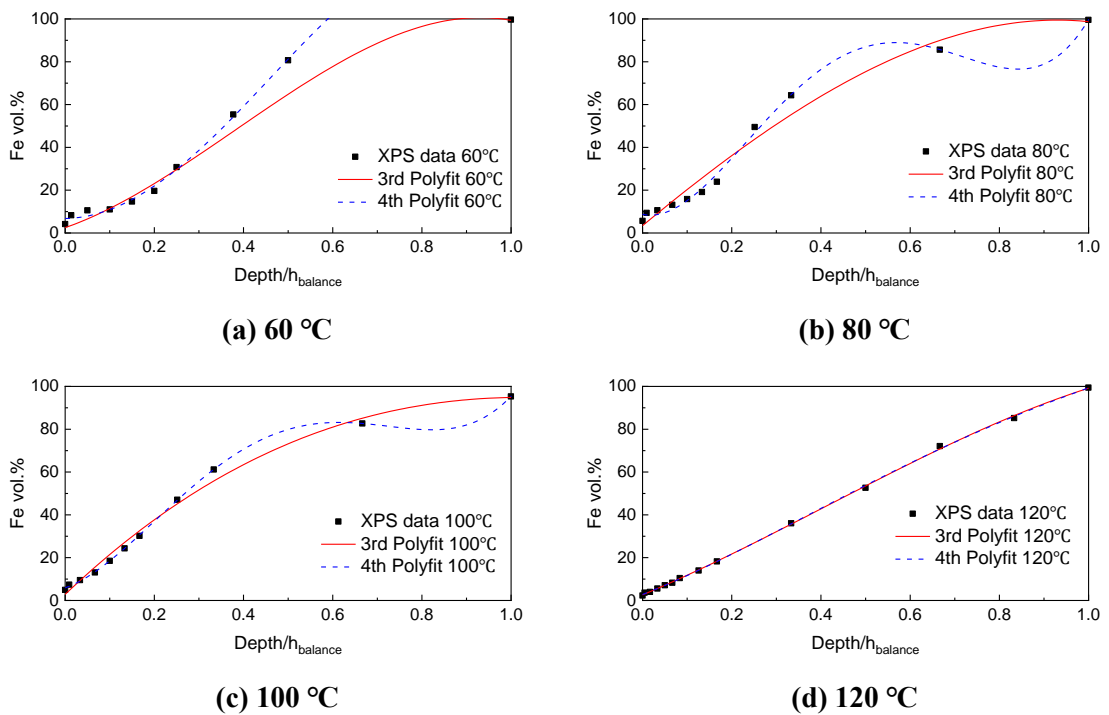 100
80
60
40
20
0
Fe vol.%
XPS data 60℃
3rd Polyfit 60℃
4th Polyfit 60℃
0.0 0.2 0.4 0.6 0.8 1.0
Depth/hbalance
(a) 60 ℃
100
80
60
40
20
0
Fe vol.%
XPS data 80℃
3rd Polyfit 80℃
4th Polyfit 80℃
0.0 0.2 0.4 0.6 0.8 1.0
Depth/hbalance
(b) 80 ℃
100
80
60
40
20
0
Fe vol.%
XPS data 100℃
3rd Polyfit 100℃
4th Polyfit 100℃
0.0 0.2 0.4 0.6 0.8 1.0
Depth/hbalance
(c) 100 ℃
100
80
60
40
20
0
Fe vol.%
XPS data 120℃
3rd Polyfit 120℃
4th Polyfit 120℃
0.0 0.2 0.4 0.6 0.8 1.0
Depth/hbalance
(d) 120 ℃